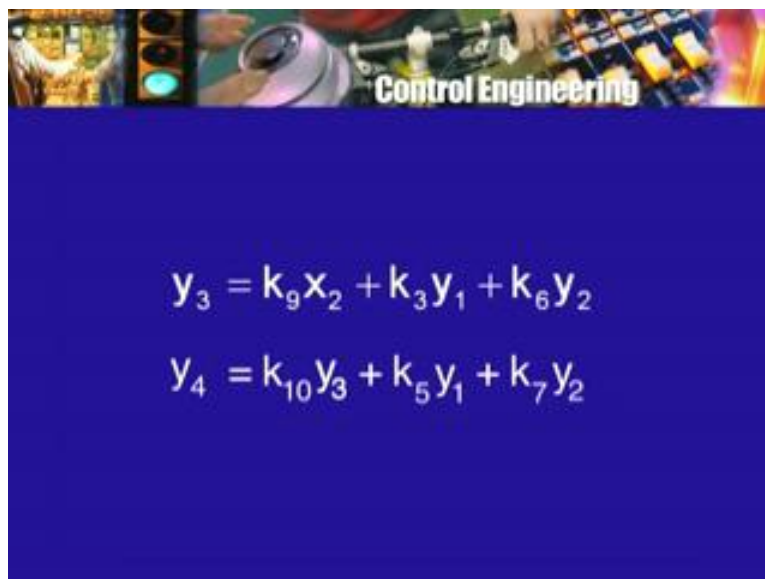 Control Engineering
y₃ = k₉x₂ + k₃y₁ + k₆y₂
y₄ = k₁₀y₃ + k₅y₁ + k₇y₂